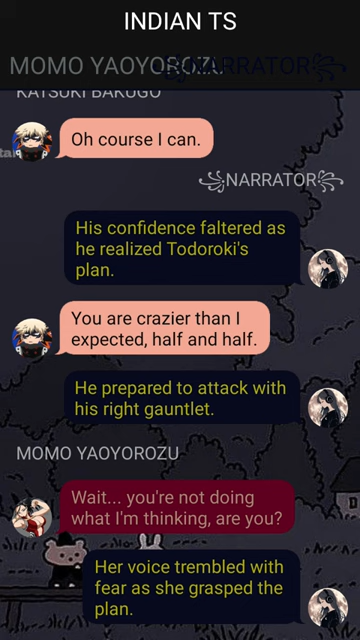 INDIAN TS
MOMO YAOYOROZU
꧁NARRATOR꧂
KATSUKI BAKUGO
Oh course I can.
꧁NARRATOR꧂
His confidence faltered as
he realized Todoroki's
plan.
You are crazier than I
expected, half and half.
He prepared to attack with
his right gauntlet.
MOMO YAOYOROZU
Wait... you're not doing
what I'm thinking, are you?
Her voice trembled with
fear as she grasped the
plan.